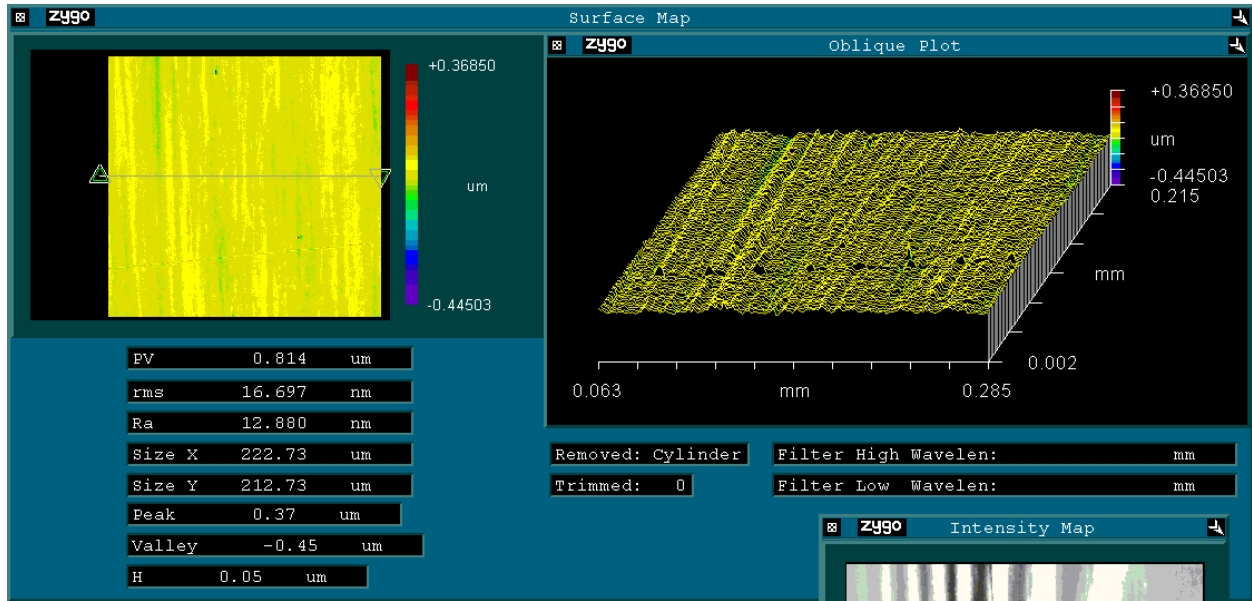 zygo Surface Map
+0.36850
um
-0.44503
zygo Oblique Plot
+0.36850
um
-0.44503
0.215
mm
0.002
0.063 mm 0.285
PV 0.814 um
rms 16.697 nm
Ra 12.880 nm
Size X 222.73 um
Size Y 212.73 um
Peak 0.37 um
Valley -0.45 um
H 0.05 um
Removed: Cylinder
Trimmed: 0
Filter High Wavelen: mm
Filter Low Wavelen: mm
zygo Intensity Map